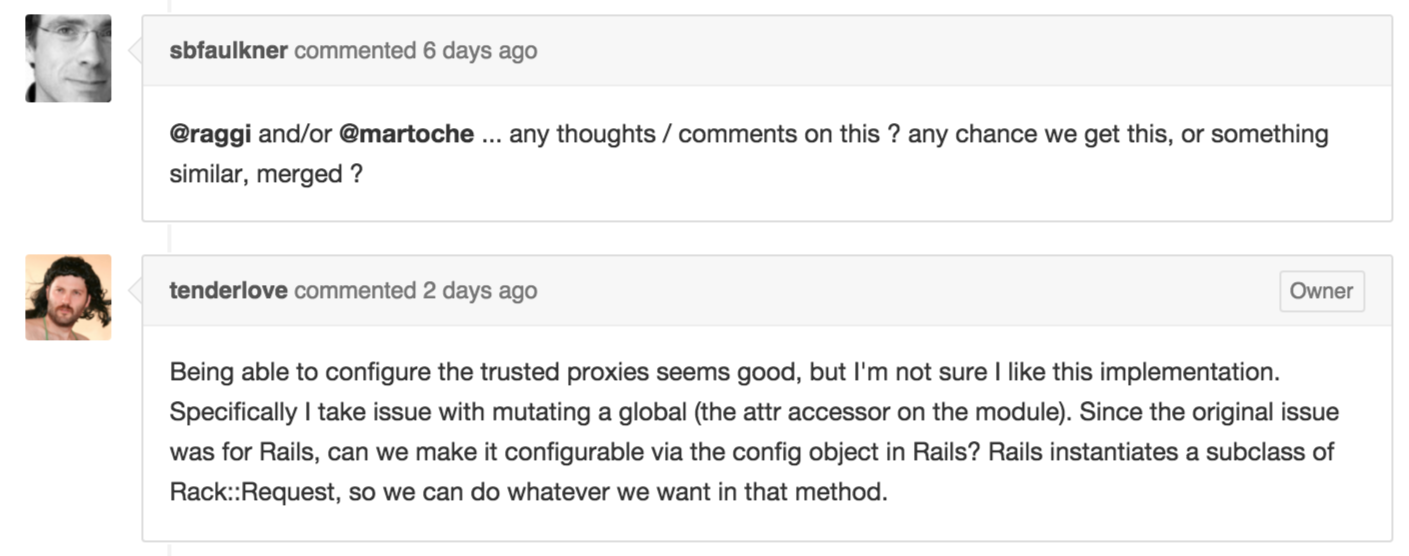 sbfaulkner commented 6 days ago
@raggi and/or @martoche ... any thoughts / comments on this ? any chance we get this, or something
similar, merged ?
tenderlove commented 2 days ago
Owner
Being able to configure the trusted proxies seems good, but I'm not sure I like this implementation.
Specifically I take issue with mutating a global (the attr accessor on the module). Since the original issue
was for Rails, can we make it configurable via the config object in Rails? Rails instantiates a subclass of
Rack::Request, so we can do whatever we want in that method.